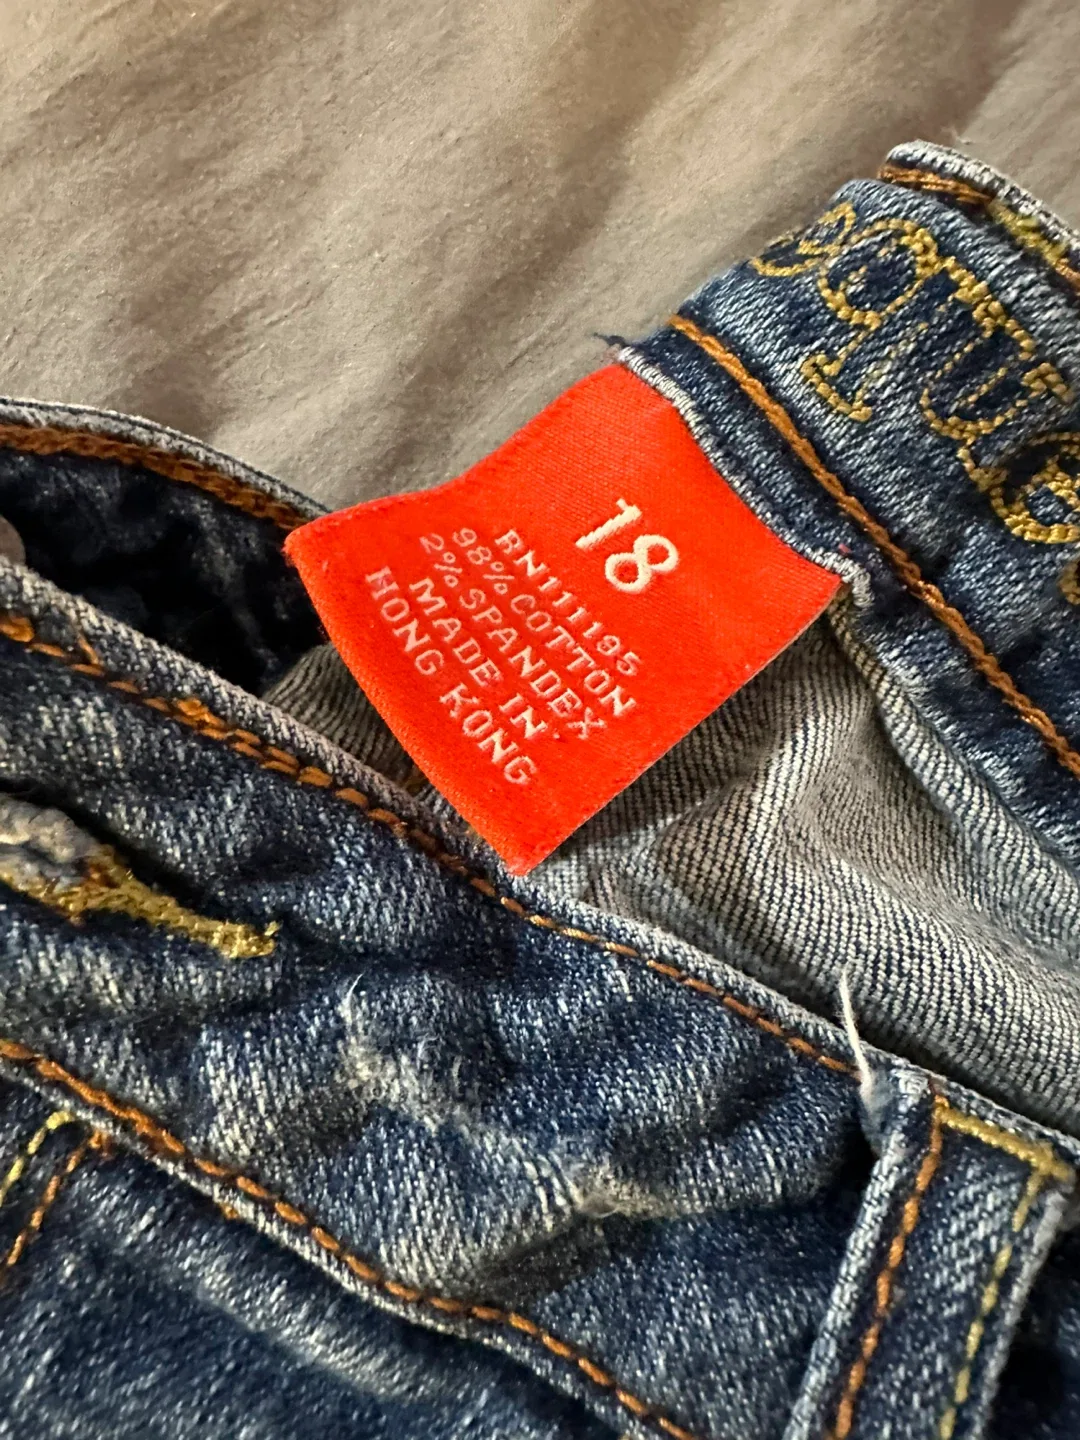 18
RN111195
98% COTTON
2% SPANDEX
MADE IN
HONG KONG